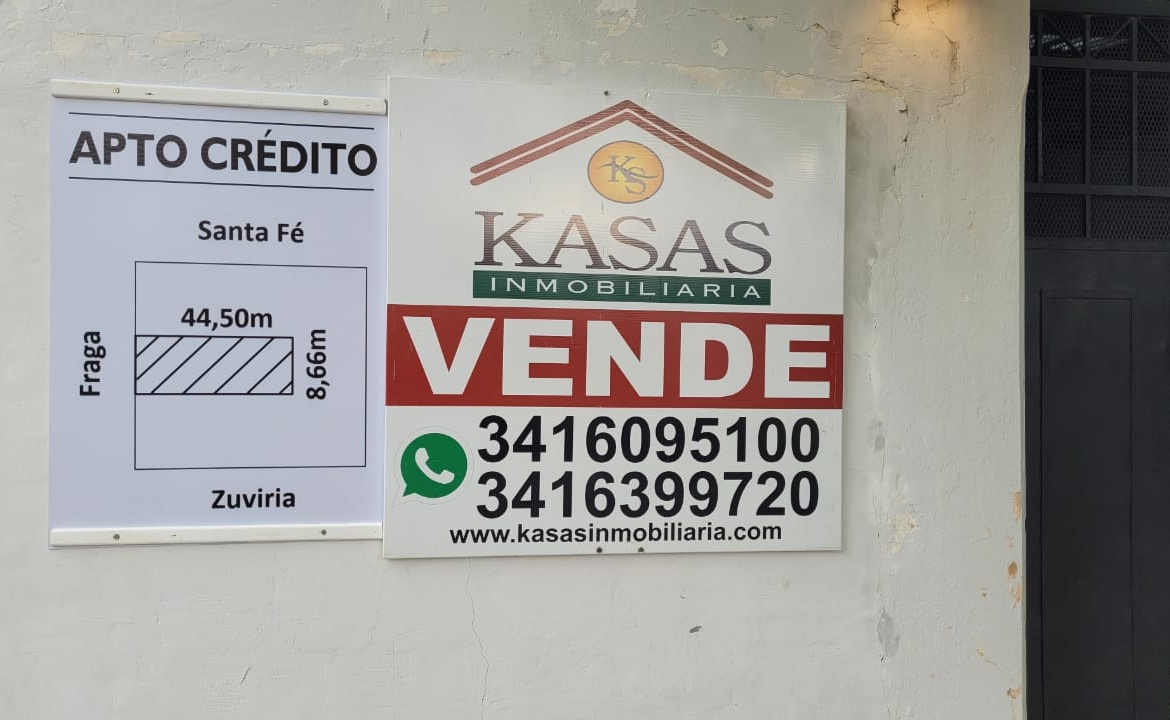 APTO CRÉDITO
Santa Fé
44,50m
Fraga
8,66m
Zuviria
KS
KASAS
INMOBILIARIA
VENDE
3416095100
3416399720
www.kasasinmobiliaria.com